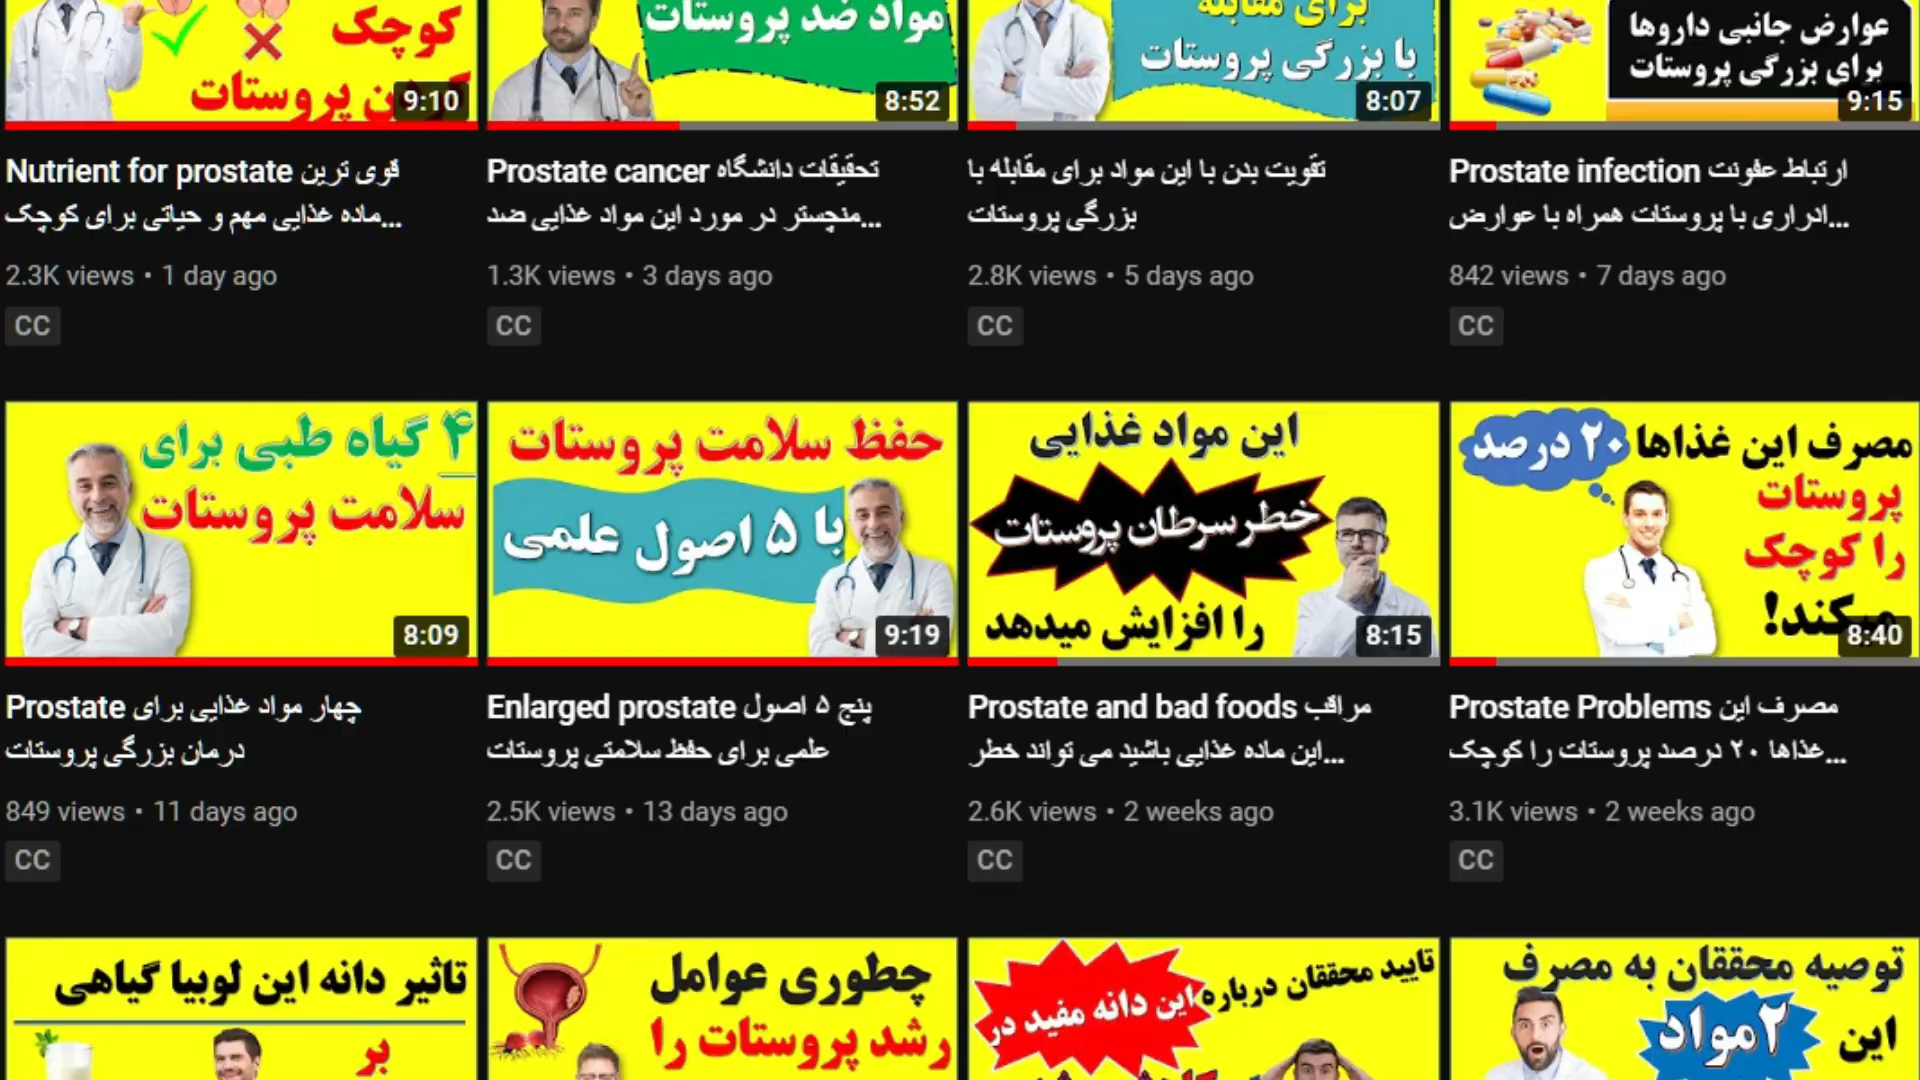 کوچک
کردن پروستات
9:10
مواد ضد پروستات
8:52
برای مقابله
با بزرگی پروستات
8:07
عوارض جانبی داروها
برای بزرگی پروستات
9:15
Nutrient for prostate قوی ترین
ماده غذایی مهم و حیاتی برای کوچک...
2.3K views • 1 day ago
CC
Prostate cancer تحقیقات دانشگاه
منچستر در مورد این مواد غذایی ضد...
1.3K views • 3 days ago
CC
تقویت بدن با این مواد برای مقابله با
بزرگی پروستات
2.8K views • 5 days ago
CC
Prostate infection ارتباط عفونت
ادراری با پروستات همراه با عوارض...
842 views • 7 days ago
CC
۴ گیاه طبی برای
سلامت پروستات
8:09
حفظ سلامت پروستات
با ۵ اصول علمی
9:19
این مواد غذایی
خطر سرطان پروستات
را افزایش میدهد
8:15
مصرف این غذاها ۲۰ درصد
پروستات
را کوچک
میکند!
8:40
Prostate چهار مواد غذایی برای
درمان بزرگی پروستات
849 views • 11 days ago
CC
Enlarged prostate پنج ۵ اصول
علمی برای حفظ سلامتی پروستات
2.5K views • 13 days ago
CC
Prostate and bad foods مراقب
این ماده غذایی باشید می تواند خطر...
2.6K views • 2 weeks ago
CC
Prostate Problems مصرف این
غذاها ۲۰ درصد پروستات را کوچک...
3.1K views • 2 weeks ago
CC
تاثیر دانه این لوبیا گیاهی
بر
چطوری عوامل
رشد پروستات را
تایید محققان درباره
این دانه مفید در
توصیه محققان به مصرف
این ۲مواد